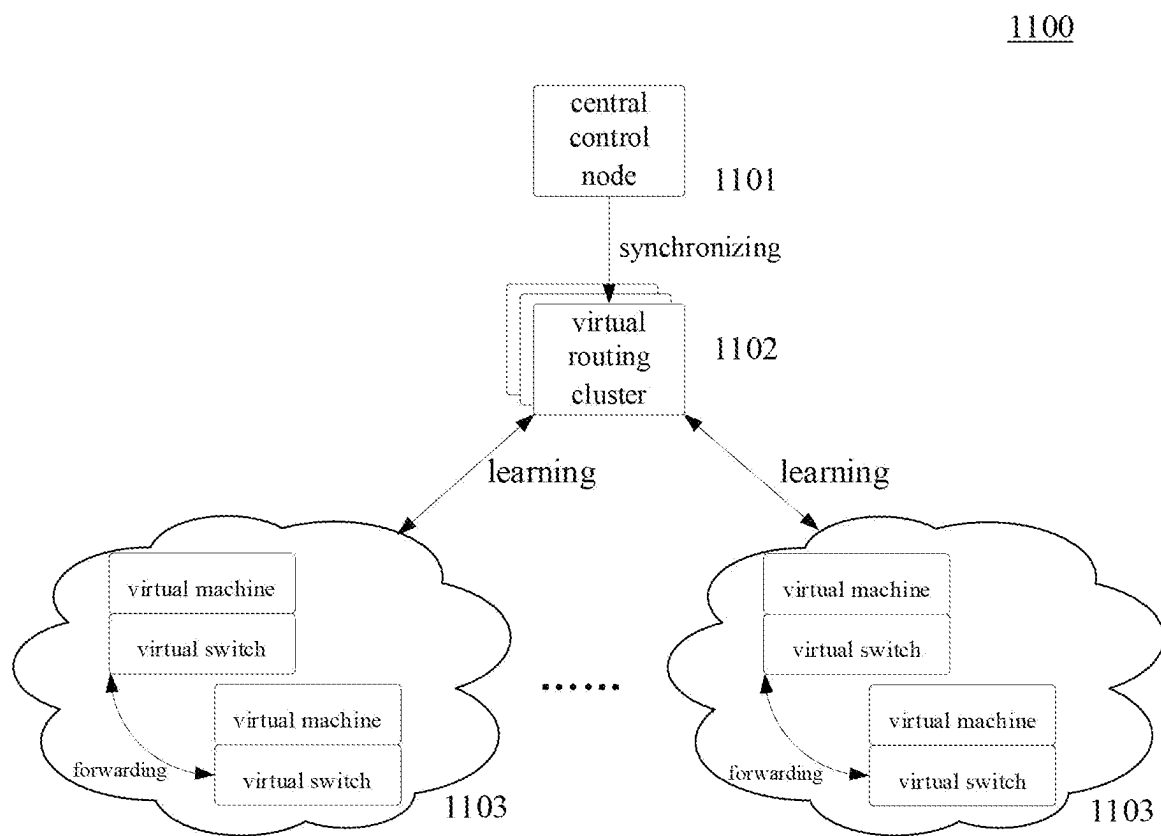 1100
central
control
node
1101
synchronizing
virtual
routing
cluster
1102
learning
learning
virtual machine
virtual switch
virtual machine
virtual switch
forwarding
1103
......
virtual machine
virtual switch
virtual machine
virtual switch
forwarding
1103